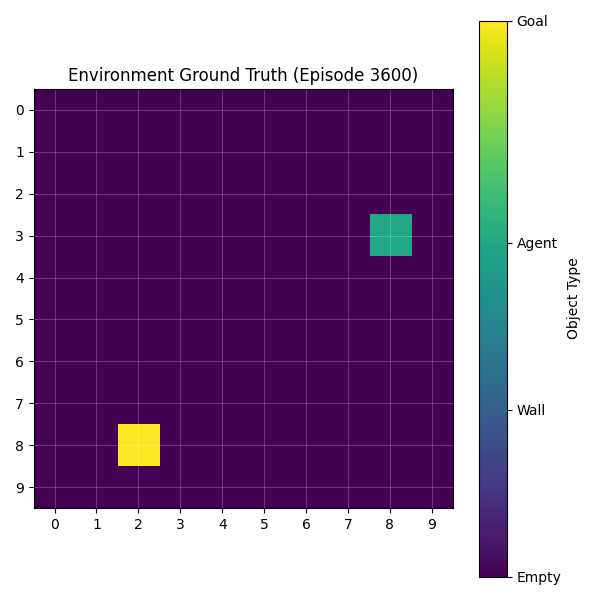 Environment Ground Truth (Episode 3600)
0
1
2
3
4
5
6
7
8
9
0 1 2 3 4 5 6 7 8 9
Goal
Agent
Wall
Empty
Object Type